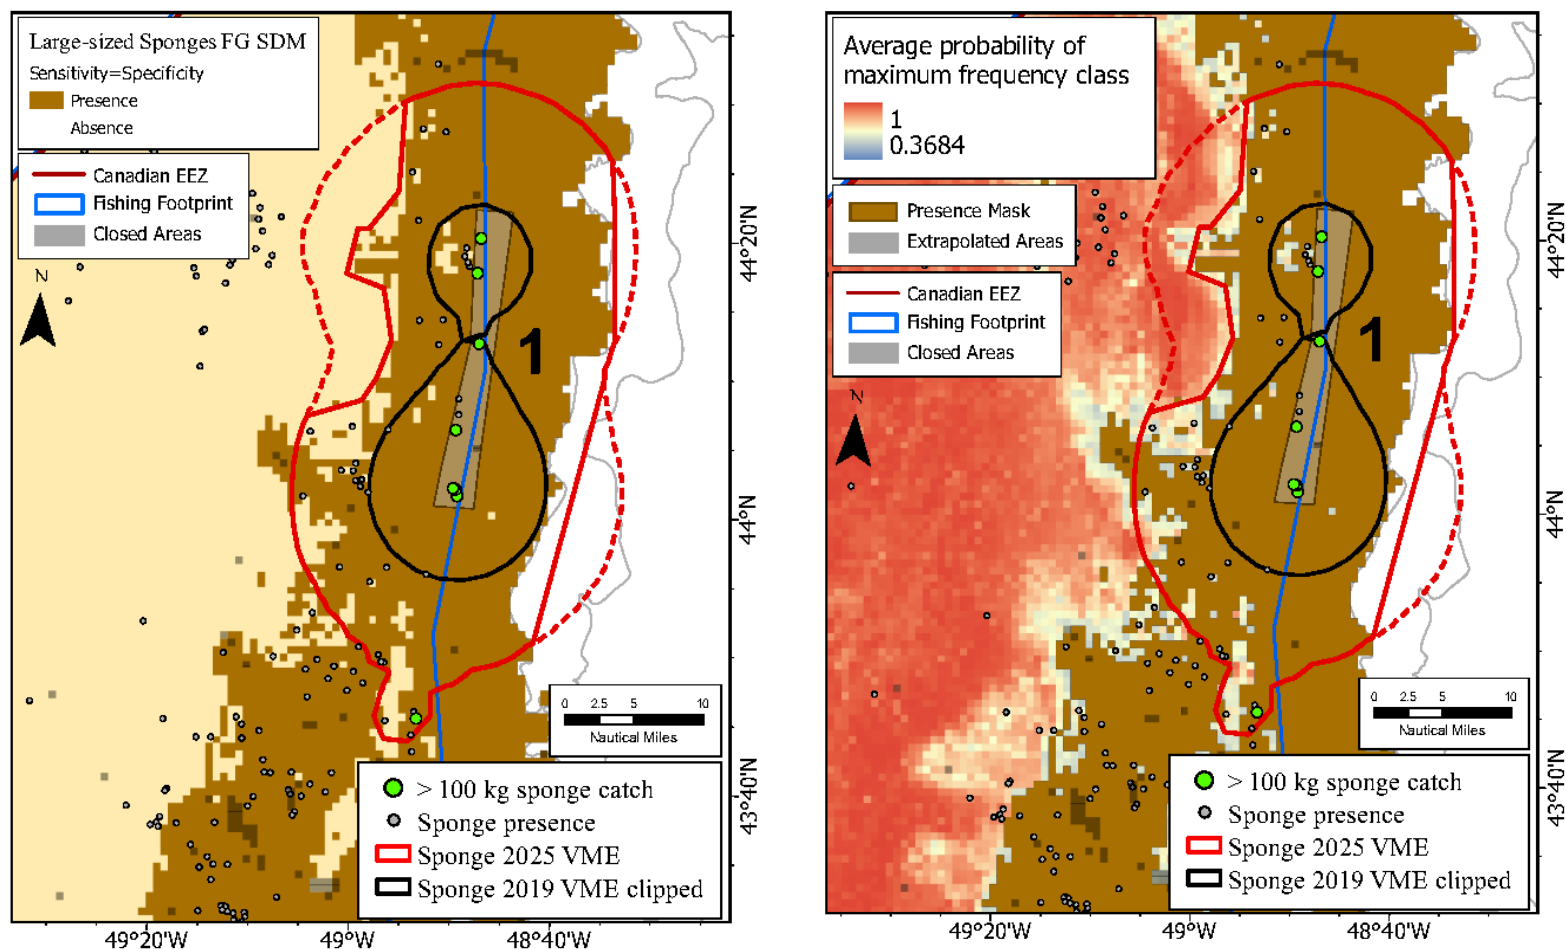 Large-sized Sponges FG SDM
Sensitivity=Specificity
Presence
Absence
Canadian EEZ
Fishing Footprint
Closed Areas
N
1
44°20'N
44°N
43°40'N
0 2.5 5 10
Nautical Miles
> 100 kg sponge catch
Sponge presence
Sponge 2025 VME
Sponge 2019 VME clipped
49°20'W 49°W 48°40'W
Average probability of
maximum frequency class
1
0.3684
Presence Mask
Extrapolated Areas
Canadian EEZ
Fishing Footprint
Closed Areas
N
1
44°20'N
44°N
43°40'N
0 2.5 5 10
Nautical Miles
> 100 kg sponge catch
Sponge presence
Sponge 2025 VME
Sponge 2019 VME clipped
49°20'W 49°W 48°40'W